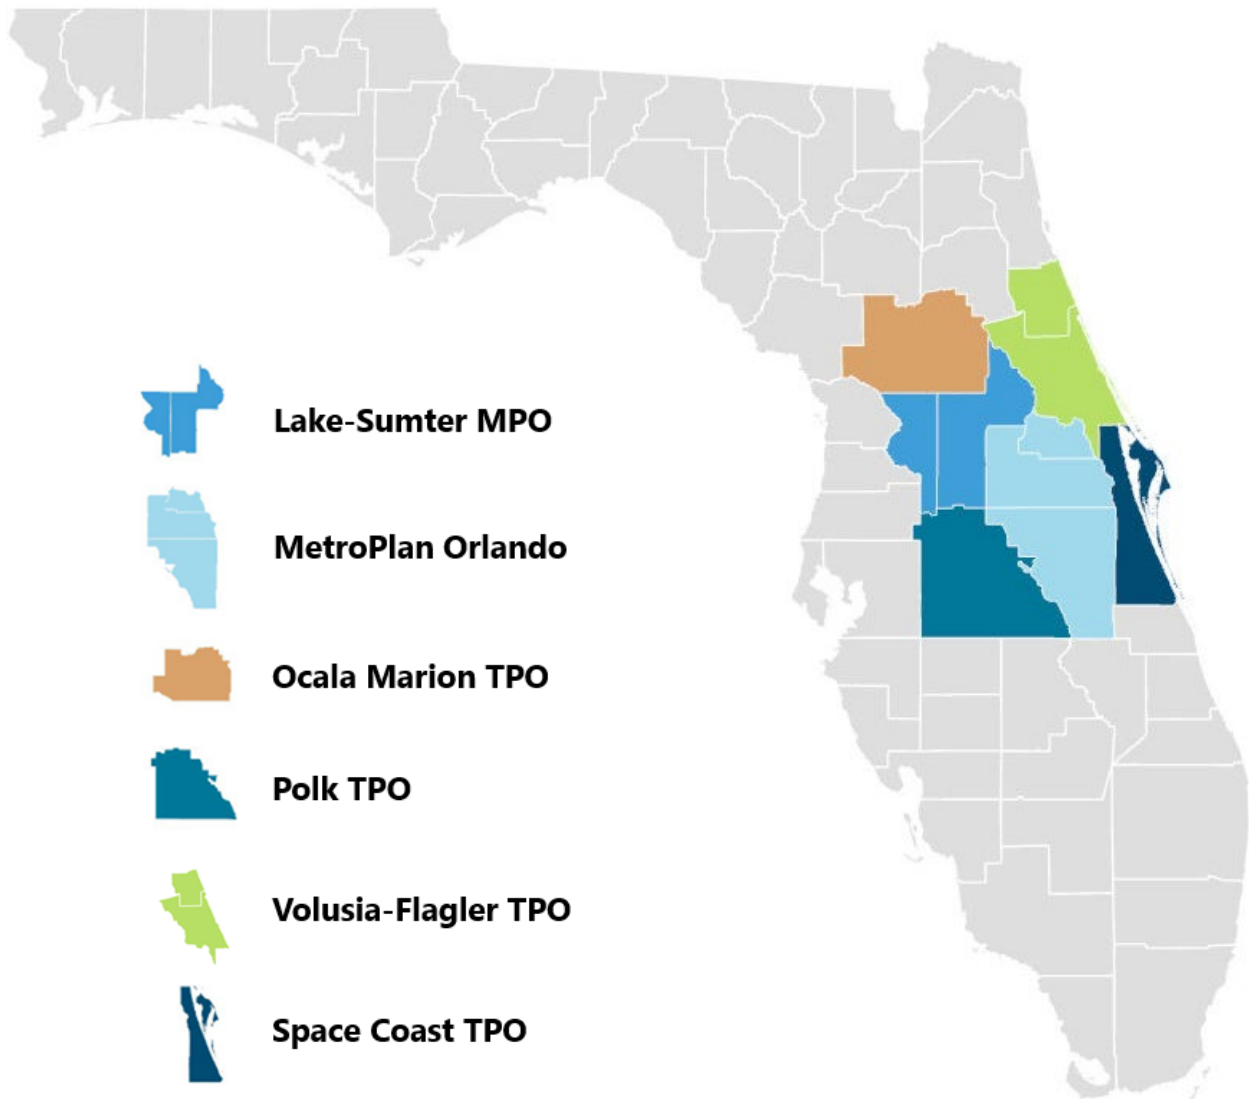 Lake-Sumter MPO
MetroPlan Orlando
Ocala Marion TPO
Polk TPO
Volusia-Flagler TPO
Space Coast TPO